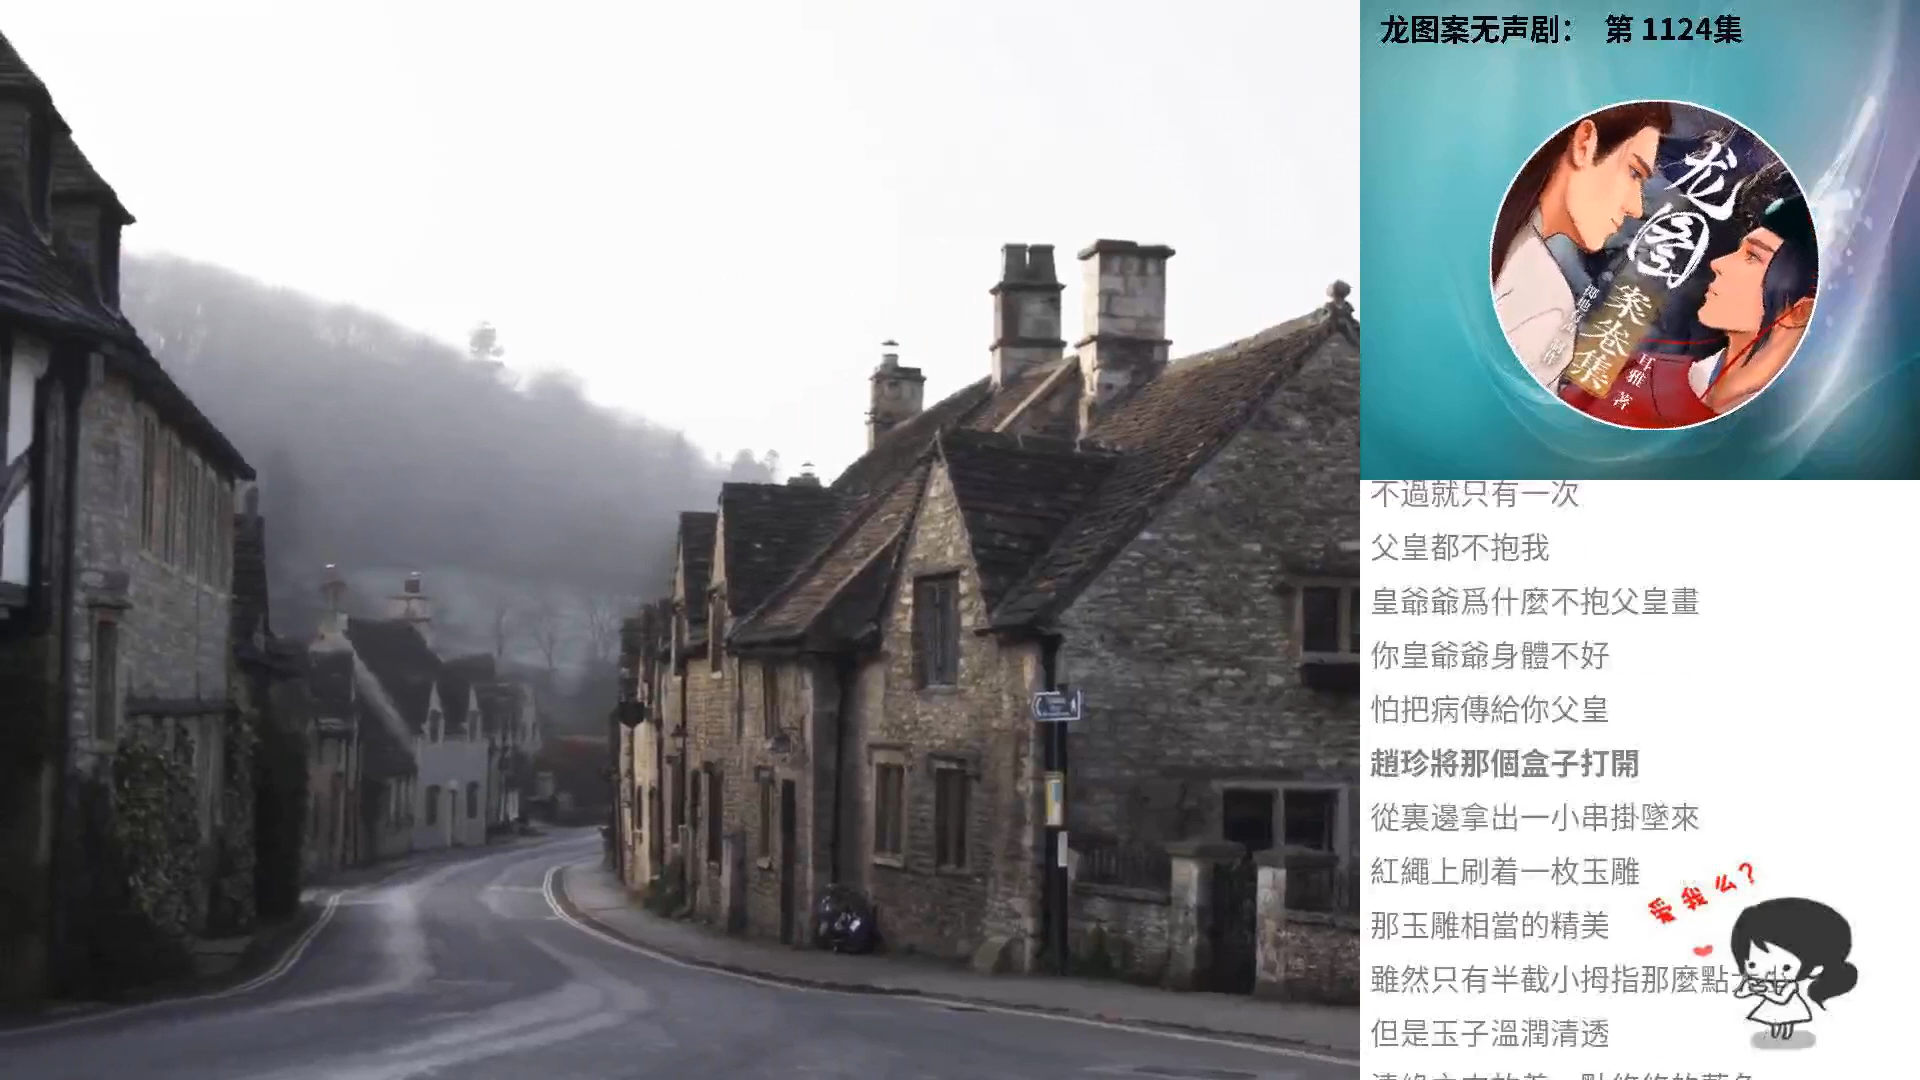 龙图案无声剧： 第 1124集
龙图
案卷集
耳雅 著
不過就只有一次
父皇都不抱我
皇爺爺爲什麼不抱父皇畫
你皇爺爺身體不好
怕把病傳給你父皇
趙珍將那個盒子打開
從裏邊拿出一小串掛墜來
紅繩上刷着一枚玉雕
爱我么?
那玉雕相當的精美
雖然只有半截小拇指那麼點大小
但是玉子溫潤清透